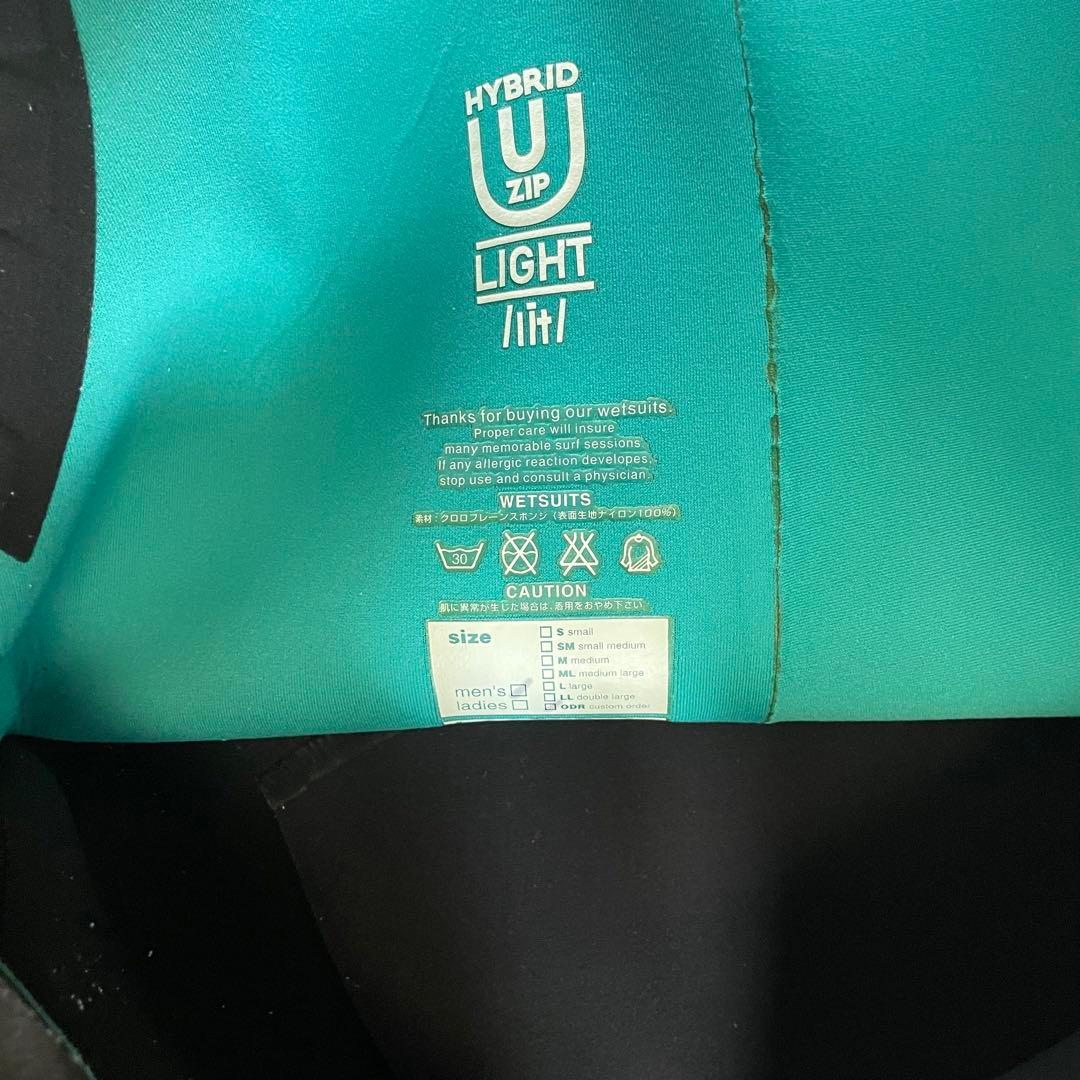 HYBRID
U
ZIP
LIGHT
/lit/
Thanks for buying our wetsuits.
Proper care will insure
many memorable surf sessions.
If any allergic reaction developes,
stop use and consult a physician.
WETSUITS
素材：クロロフレーンスポンジ（表面生地ナイロン100%）
30
CAUTION
肌に異常が生じた場合は、着用をおやめ下さい
size
S small
SM small medium
M medium
ML medium large
L large
LL double large
ODR custom order
men's
ladies